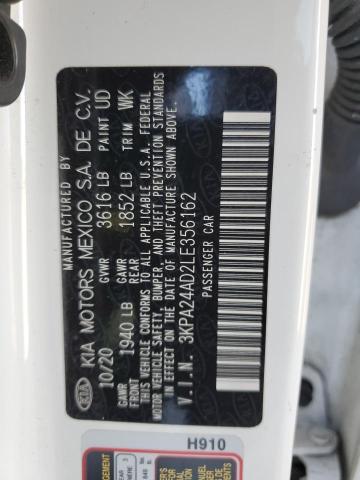 MANUFACTURED BY
KIA KIA MOTORS MEXICO S.A. DE C.V.
10/20 GVWR 3616 LB PAINT UD
GAWR FRONT 1940 LB GAWR REAR 1852 LB TRIM WK
THIS VEHICLE CONFORMS TO ALL APPLICABLE U.S.A. FEDERAL
MOTOR VEHICLE SAFETY, BUMPER, AND THEFT PREVENTION STANDARDS
IN EFFECT ON THE DATE OF MANUFACTURE SHOWN ABOVE.
V.I.N. 3KPA24AD2LE356162
PASSENGER CAR
H910